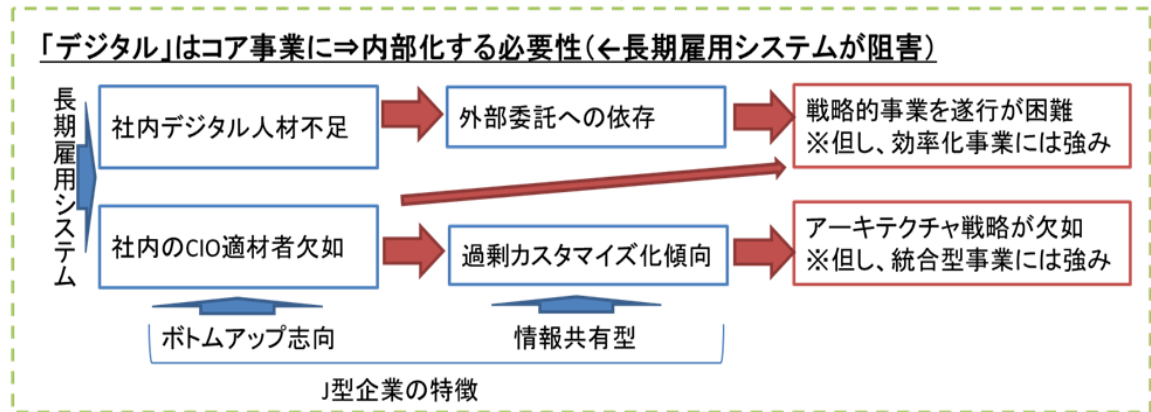 「デジタル」はコア事業に⇒内部化する必要性(←長期雇用システムが阻害)
長期雇用システム
社内デジタル人材不足
外部委託への依存
戦略的事業を遂行が困難
※但し、効率化事業には強み
社内のCIO適材者欠如
過剰カスタマイズ化傾向
アーキテクチャ戦略が欠如
※但し、統合型事業には強み
ボトムアップ志向
情報共有型
J型企業の特徴